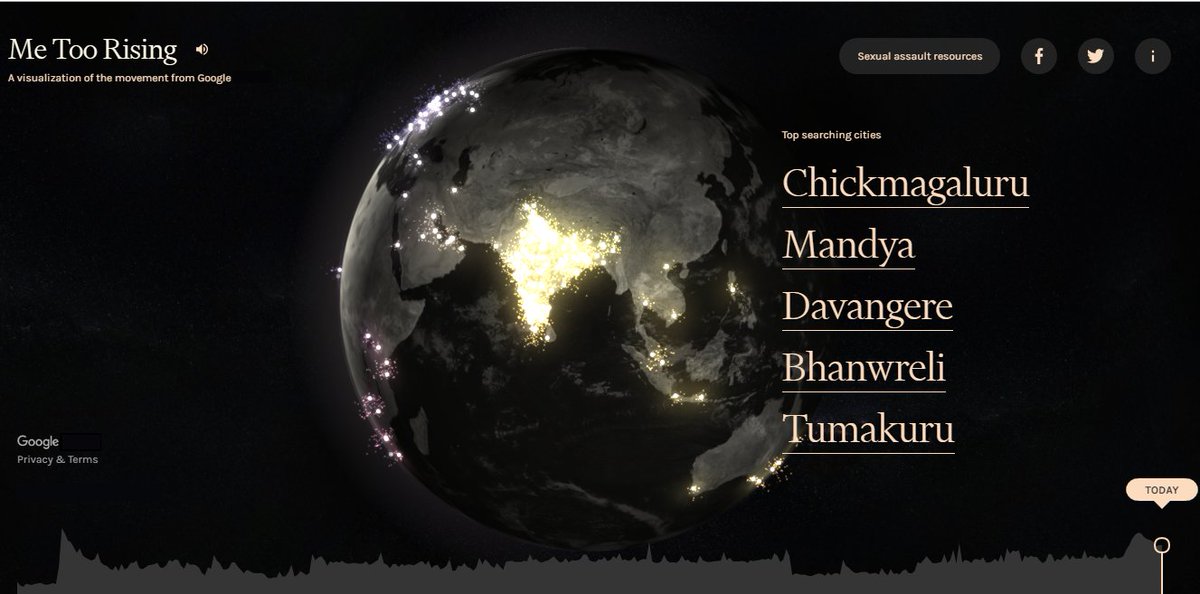 Me Too Rising
A visualization of the movement from Google
Sexual assault resources
Top searching cities
Chickmagaluru
Mandya
Davangere
Bhanwreli
Tumakuru
Google
Privacy & Terms
TODAY